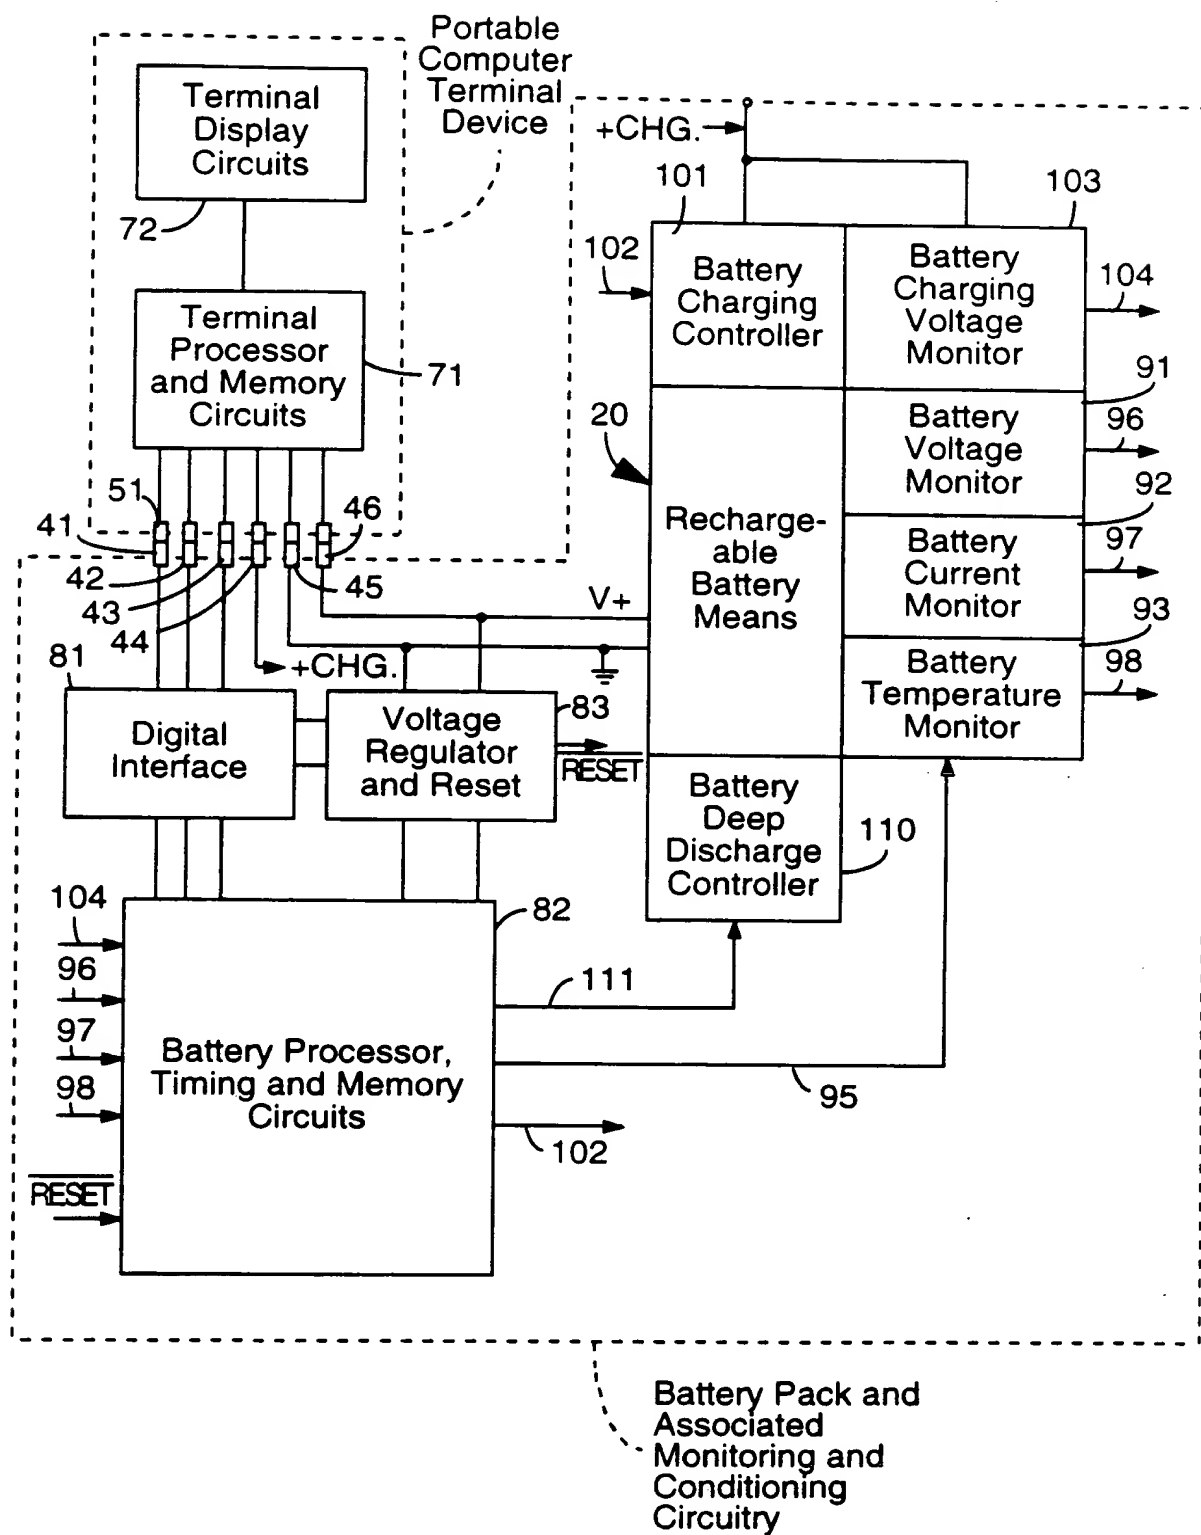 Portable
Computer
Terminal
Device
Terminal
Display
Circuits
72
Terminal
Processor
and Memory
Circuits
71
51
41
42
43
44
45
46
+CHG.
101
103
102
Battery
Charging
Controller
Battery
Charging
Voltage
Monitor
104
91
20
Battery
Voltage
Monitor
96
92
Recharge-
able
Battery
Means
Battery
Current
Monitor
97
93
Battery
Temperature
Monitor
98
V+
+CHG.
81
Digital
Interface
Voltage
Regulator
and Reset
83
RESET
Battery
Deep
Discharge
Controller
110
104
96
97
98
RESET
82
Battery Processor,
Timing and Memory
Circuits
111
95
102
Battery Pack and
Associated
Monitoring and
Conditioning
Circuitry